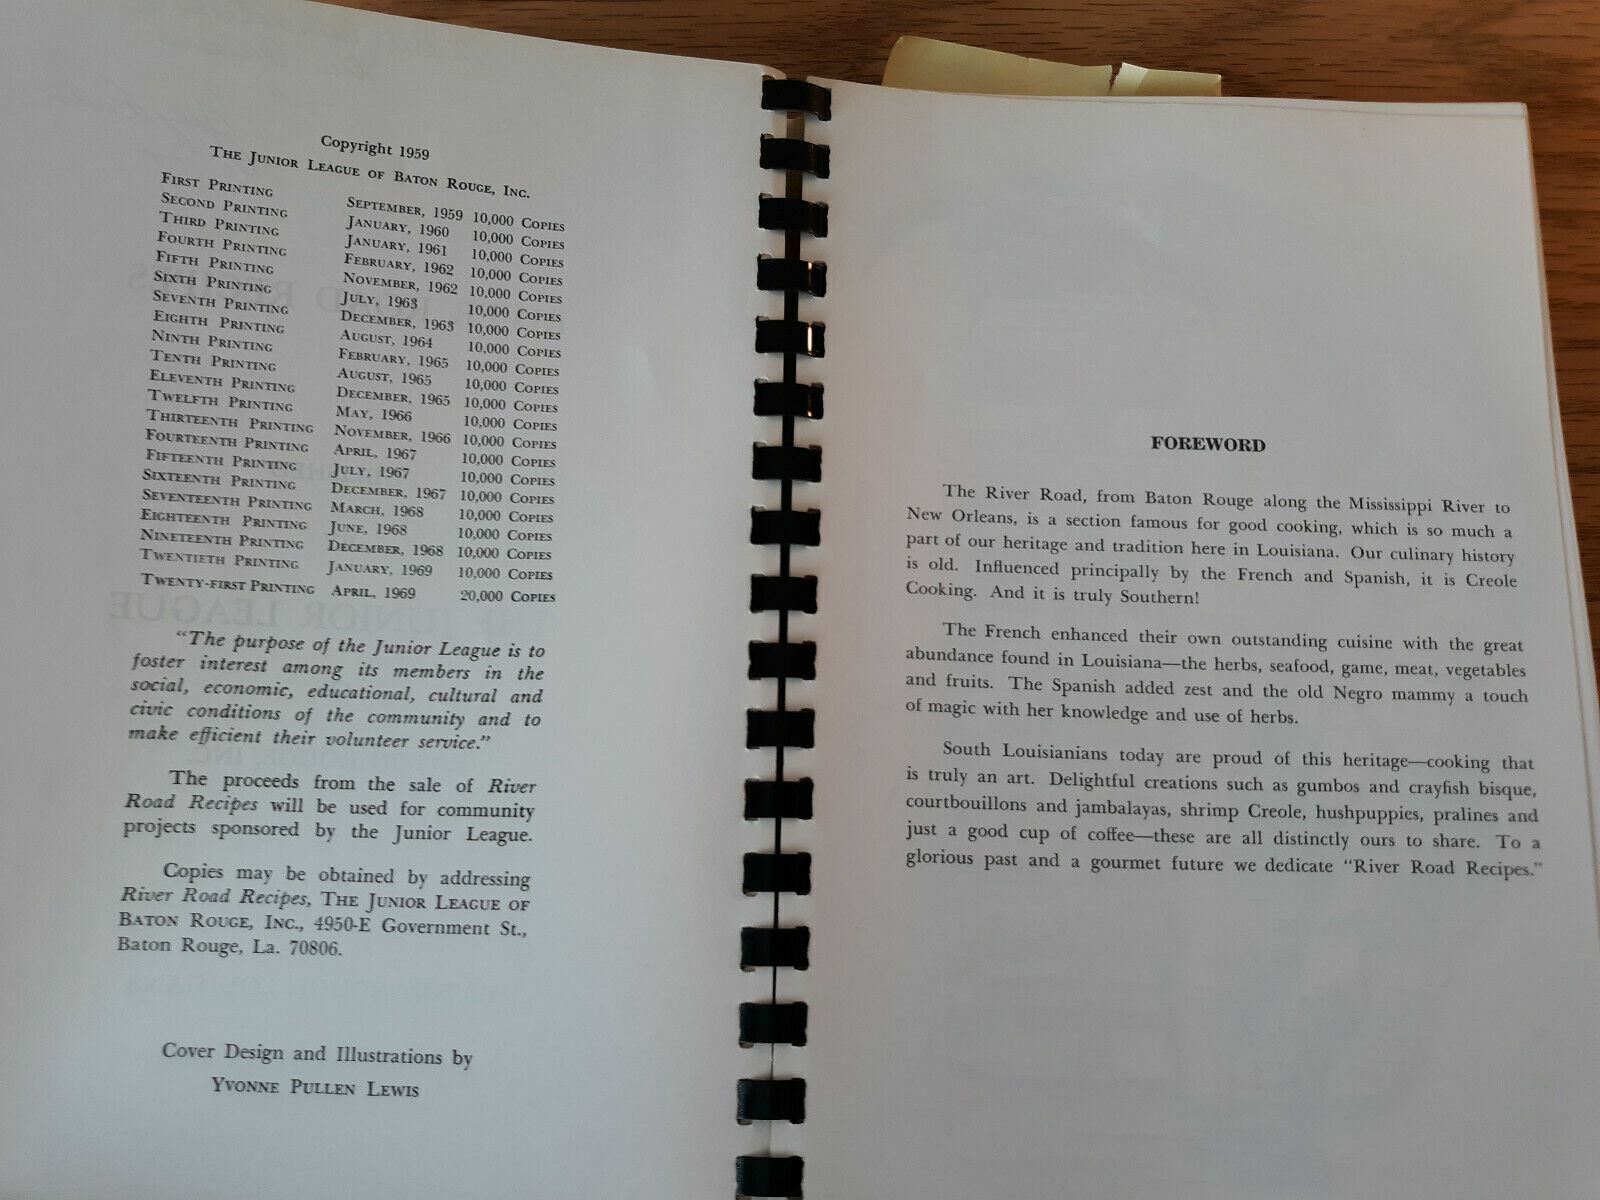 Copyright 1959
The Junior League of Baton Rouge, Inc.
First Printing September, 1959 10,000 Copies
Second Printing January, 1960 10,000 Copies
Third Printing January, 1961 10,000 Copies
Fourth Printing February, 1962 10,000 Copies
Fifth Printing November, 1962 10,000 Copies
Sixth Printing July, 1963 10,000 Copies
Seventh Printing December, 1963 10,000 Copies
Eighth Printing August, 1964 10,000 Copies
Ninth Printing February, 1965 10,000 Copies
Tenth Printing August, 1965 10,000 Copies
Eleventh Printing December, 1965 10,000 Copies
Twelfth Printing May, 1966 10,000 Copies
Thirteenth Printing November, 1966 10,000 Copies
Fourteenth Printing April, 1967 10,000 Copies
Fifteenth Printing July, 1967 10,000 Copies
Sixteenth Printing December, 1967 10,000 Copies
Seventeenth Printing March, 1968 10,000 Copies
Eighteenth Printing June, 1968 10,000 Copies
Nineteenth Printing December, 1968 10,000 Copies
Twentieth Printing January, 1969 10,000 Copies
Twenty-first Printing April, 1969 20,000 Copies
"The purpose of the Junior League is to
foster interest among its members in the
social, economic, educational, cultural and
civic conditions of the community and to
make efficient their volunteer service."
The proceeds from the sale of River
Road Recipes will be used for community
projects sponsored by the Junior League.
Copies may be obtained by addressing
River Road Recipes, The Junior League of
Baton Rouge, Inc., 4950-E Government St.,
Baton Rouge, La. 70806.
Cover Design and Illustrations by
Yvonne Pullen Lewis
FOREWORD
The River Road, from Baton Rouge along the Mississippi River to
New Orleans, is a section famous for good cooking, which is so much a
part of our heritage and tradition here in Louisiana. Our culinary history
is old. Influenced principally by the French and Spanish, it is Creole
Cooking. And it is truly Southern!
The French enhanced their own outstanding cuisine with the great
abundance found in Louisiana—the herbs, seafood, game, meat, vegetables
and fruits. The Spanish added zest and the old Negro mammy a touch
of magic with her knowledge and use of herbs.
South Louisianians today are proud of this heritage—cooking that
is truly an art. Delightful creations such as gumbos and crayfish bisque,
courtbouillons and jambalayas, shrimp Creole, hushpuppies, pralines and
just a good cup of coffee—these are all distinctly ours to share. To a
glorious past and a gourmet future we dedicate "River Road Recipes."